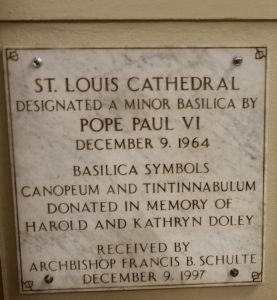 ST. LOUIS CATHEDRAL
DESIGNATED A MINOR BASILICA BY
POPE PAUL VI
DECEMBER 9, 1964
BASILICA SYMBOLS
CANOPEUM AND TINTINNABULUM
DONATED IN MEMORY OF
HAROLD AND KATHRYN DOLEY
RECEIVED BY
ARCHBISHOP FRANCIS B. SCHULTE
DECEMBER 9, 1997